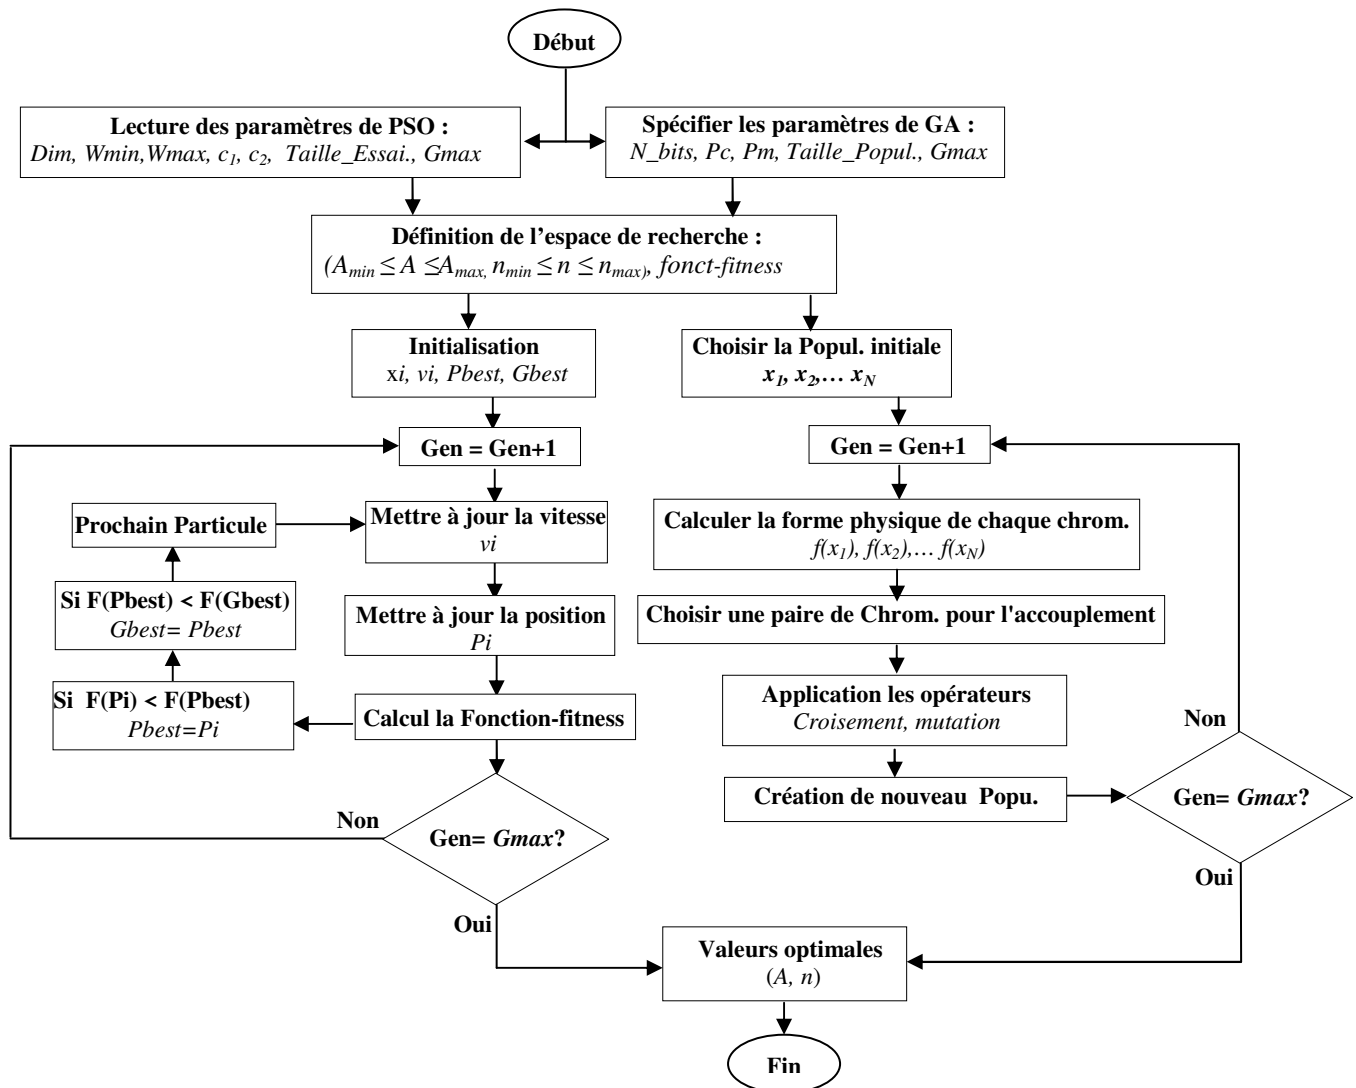 Début
Lecture des paramètres de PSO :
Dim, Wmin,Wmax, c1, c2, Taille_Essai., Gmax
Spécifier les paramètres de GA :
N_bits, Pc, Pm, Taille_Popul., Gmax
Définition de l’espace de recherche :
(Amin ≤ A ≤Amax, nmin ≤ n ≤ nmax), fonct-fitness
Initialisation
xi, vi, Pbest, Gbest
Choisir la Popul. initiale
x1, x2,… xN
Gen = Gen+1
Gen = Gen+1
Prochain Particule
Mettre à jour la vitesse
vi
Calculer la forme physique de chaque chrom.
f(x1), f(x2),… f(xN)
Si F(Pbest) < F(Gbest)
Gbest= Pbest
Mettre à jour la position
Pi
Choisir une paire de Chrom. pour l'accouplement
Si F(Pi) < F(Pbest)
Pbest=Pi
Calcul la Fonction-fitness
Application les opérateurs
Croisement, mutation
Non
Création de nouveau Popu.
Gen= Gmax?
Non
Gen= Gmax?
Oui
Oui
Valeurs optimales
(A, n)
Fin